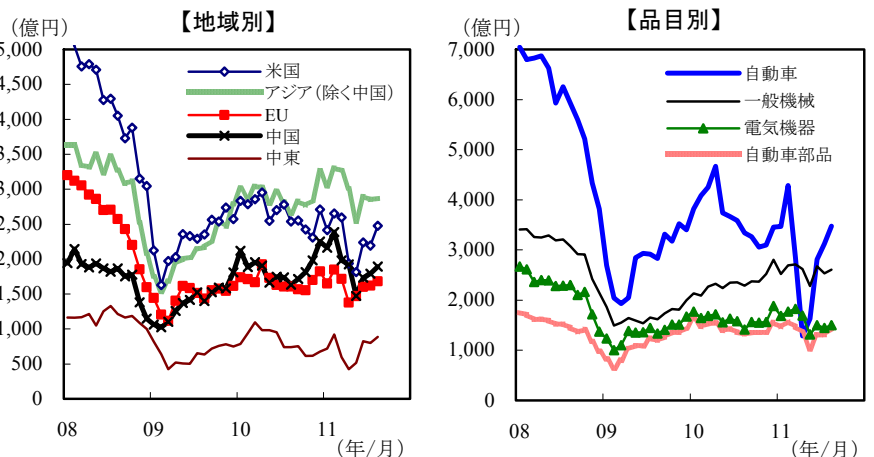 【地域別】
(億円)
5,000
4,000
3,500
3,000
2,500
2,000
1,500
1,000
500
0
08
09
10
11
(年/月)
米国
アジア(除く中国)
EU
中国
中東
【品目別】
(億円)
7,000
6,000
5,000
4,000
3,000
2,000
1,000
0
08
09
10
11
(年/月)
自動車
一般機械
電気機器
自動車部品